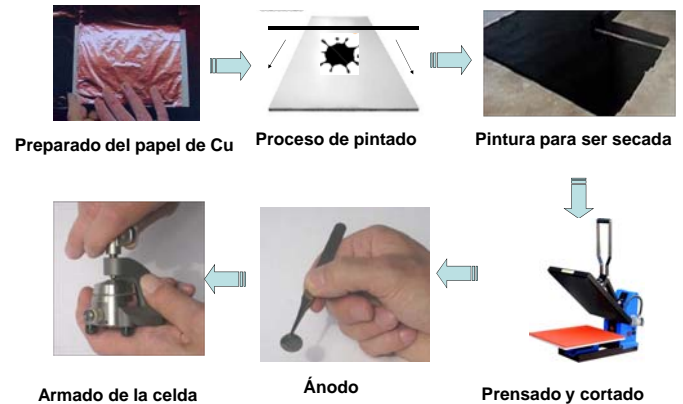 Preparado del papel de Cu
Proceso de pintado
Pintura para ser secada
Prensado y cortado
Ánodo
Armado de la celda